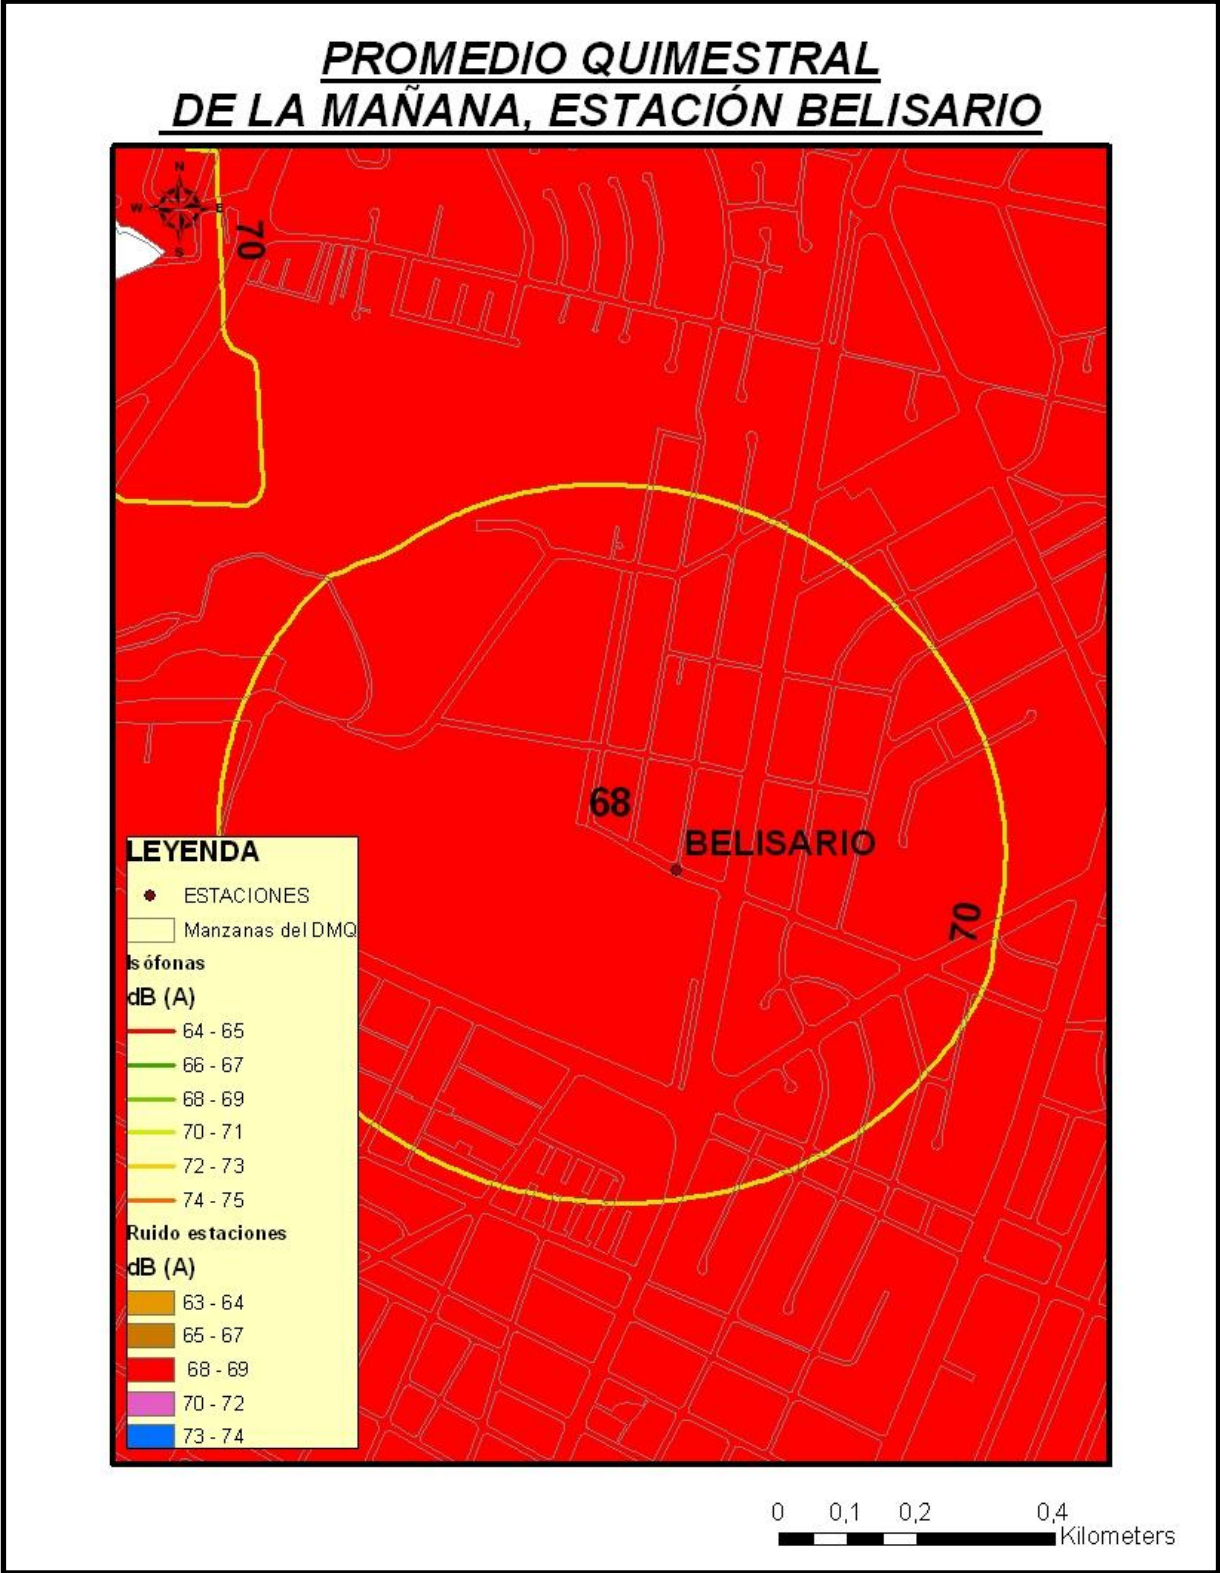 PROMEDIO QUIMESTRAL
DE LA MAÑANA, ESTACIÓN BELISARIO
N
W
E
S
70
68
BELISARIO
70
LEYENDA
ESTACIONES
Manzanas del DMQ
Isófonas
dB (A)
64 - 65
66 - 67
68 - 69
70 - 71
72 - 73
74 - 75
Ruido estaciones
dB (A)
63 - 64
65 - 67
68 - 69
70 - 72
73 - 74
0 0,1 0,2 0,4
Kilometers